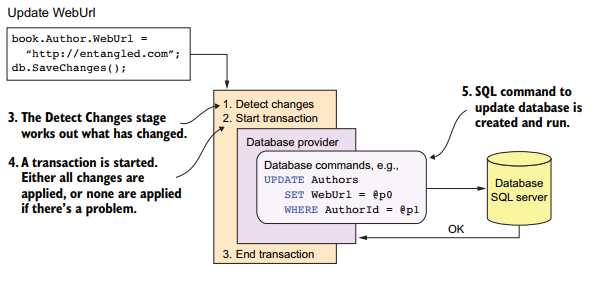 Update WebUrl
book.Author.WebUrl =
“http://entangled.com”;
db.SaveChanges();
3. The Detect Changes stage
works out what has changed.
4. A transaction is started.
Either all changes are
applied, or none are applied
if there’s a problem.
1. Detect changes
2. Start transaction
Database provider
Database commands, e.g.,
UPDATE Authors
SET WebUrl = @p0
WHERE AuthorId = @p1
3. End transaction
5. SQL command to
update database is
created and run.
Database
SQL server
OK